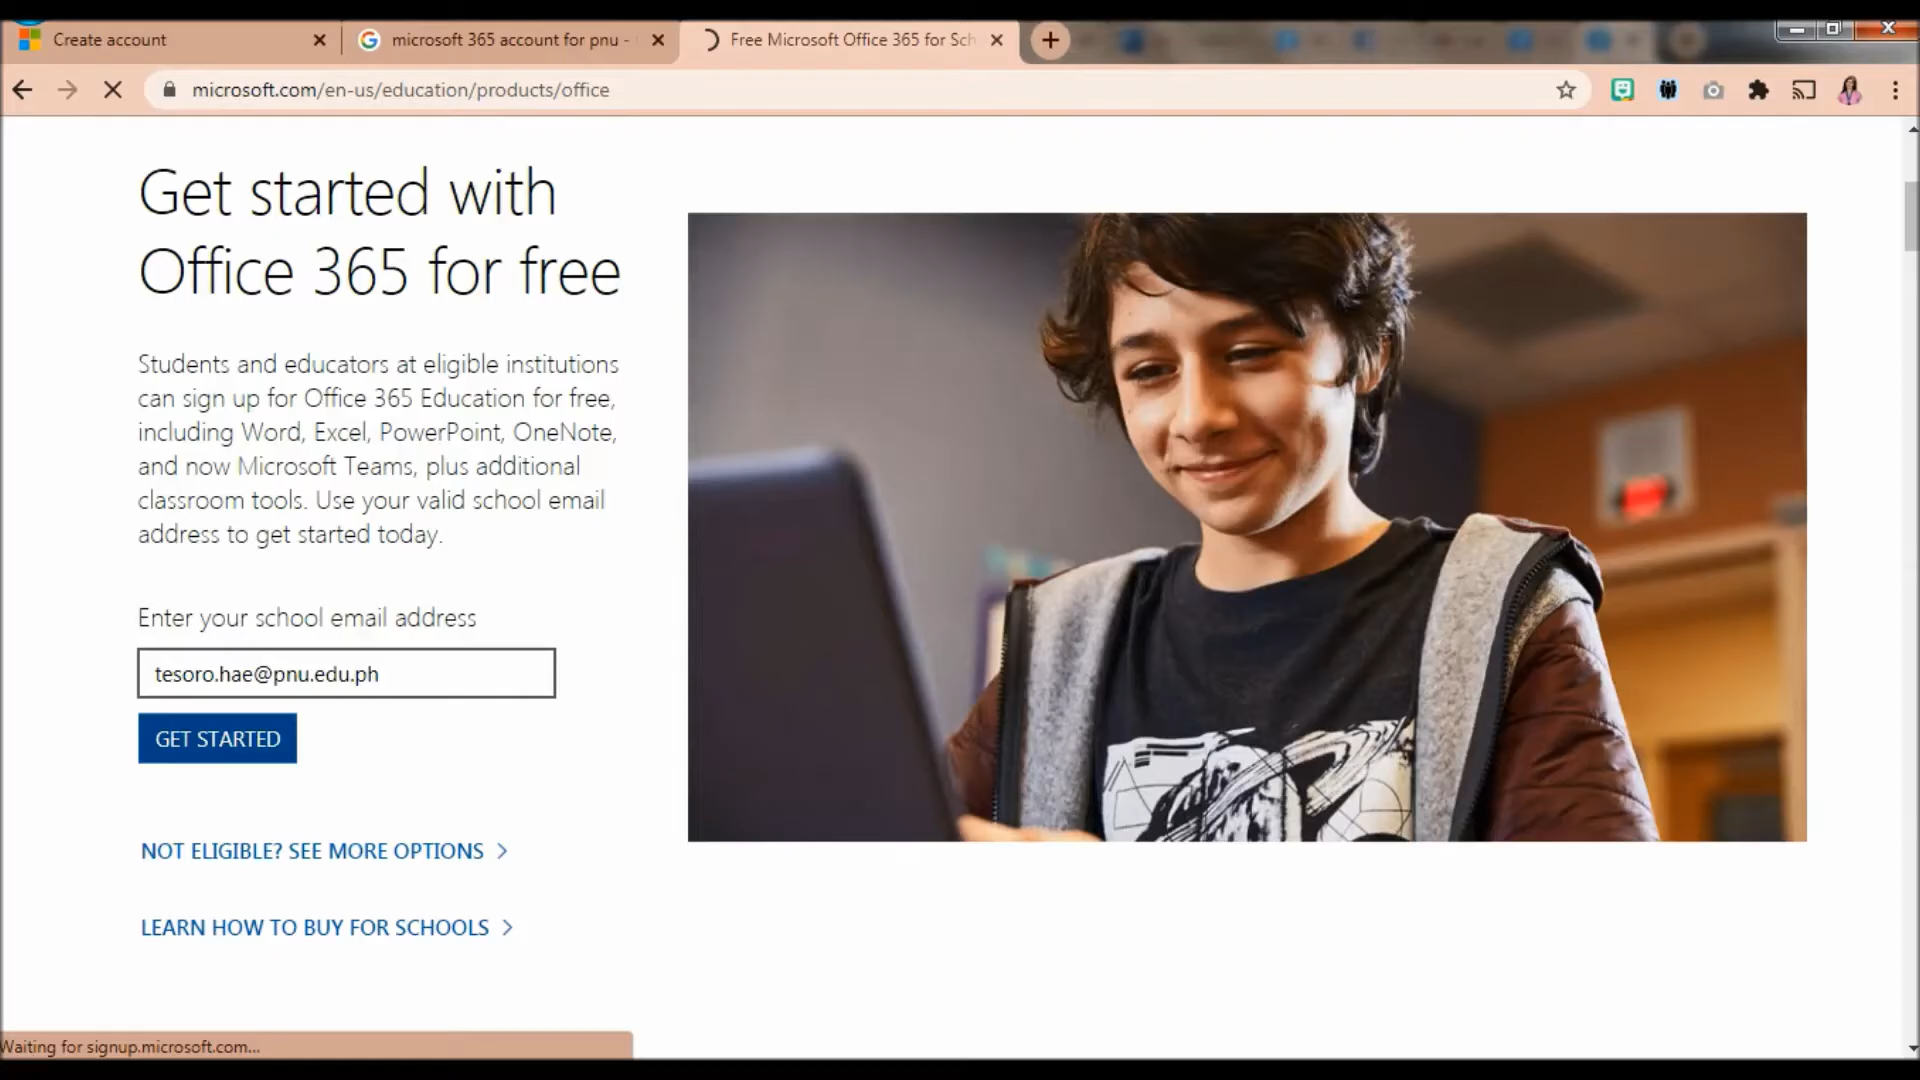 Create account
microsoft 365 account for pnu -
Free Microsoft Office 365 for Sch
microsoft.com/en-us/education/products/office
Get started with
Office 365 for free
Students and educators at eligible institutions
can sign up for Office 365 Education for free,
including Word, Excel, PowerPoint, OneNote,
and now Microsoft Teams, plus additional
classroom tools. Use your valid school email
address to get started today.
Enter your school email address
tesoro.hae@pnu.edu.ph
GET STARTED
NOT ELIGIBLE? SEE MORE OPTIONS
LEARN HOW TO BUY FOR SCHOOLS
Waiting for signup.microsoft.com...